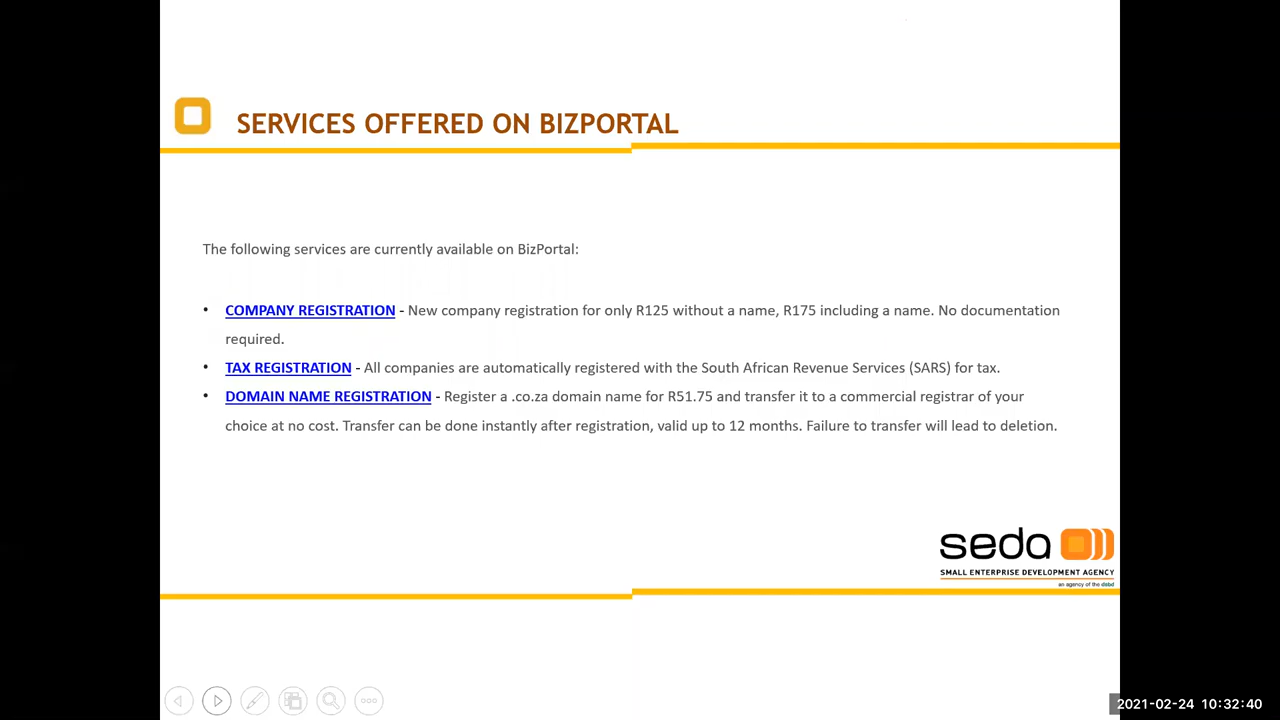 SERVICES OFFERED ON BIZPORTAL
The following services are currently available on BizPortal:
• COMPANY REGISTRATION - New company registration for only R125 without a name, R175 including a name. No documentation
required.
• TAX REGISTRATION - All companies are automatically registered with the South African Revenue Services (SARS) for tax.
• DOMAIN NAME REGISTRATION - Register a .co.za domain name for R51.75 and transfer it to a commercial registrar of your
choice at no cost. Transfer can be done instantly after registration, valid up to 12 months. Failure to transfer will lead to deletion.
seda
SMALL ENTERPRISE DEVELOPMENT AGENCY
an agency of the dsbd
2021-02-24 10:32:40